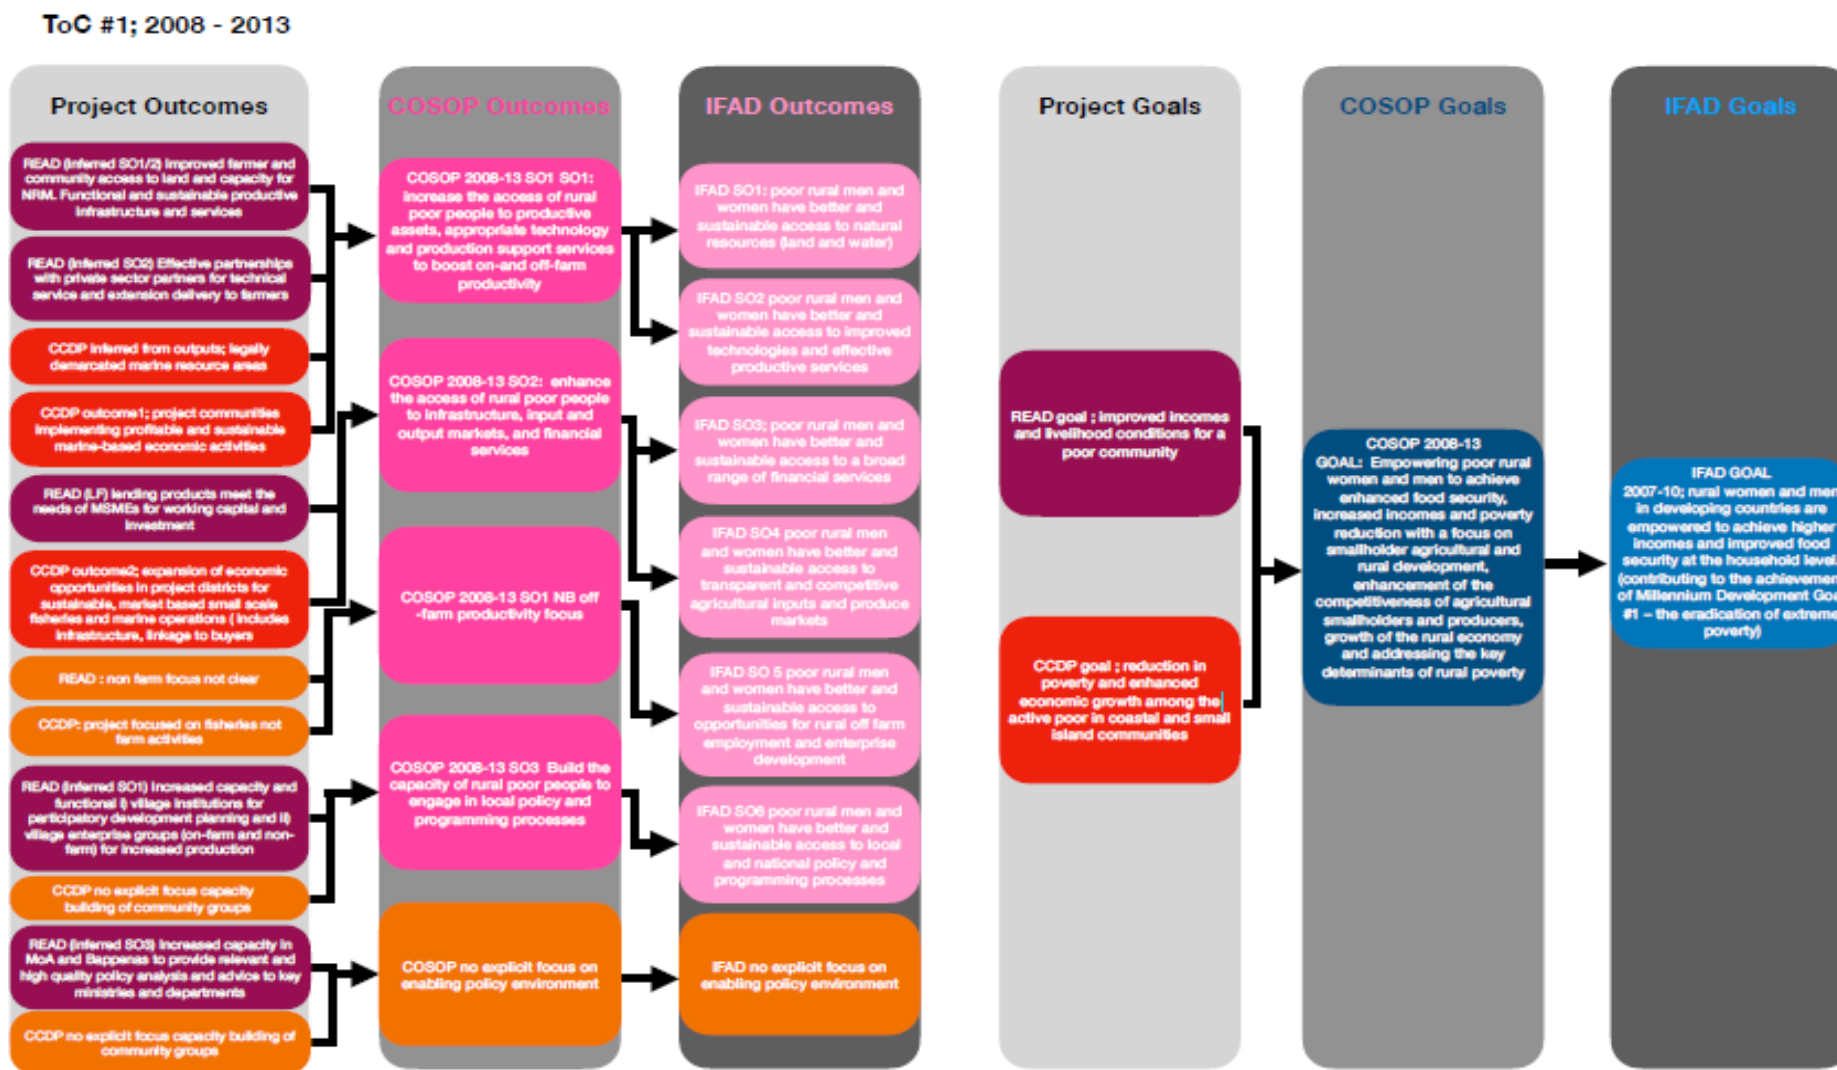 ToC #1; 2008 - 2013
Project Outcomes
READ (Inferred SO1/2) Improved farmer and
community access to land and capacity for
NRM. Functional and sustainable productive
infrastructure and services
READ (Inferred SO2) Effective partnerships
with private sector partners for technical
service and extension delivery to farmers
CCDP inferred from outputs; legally
demarcated marine resource areas
CCDP outcome1; project communities
implementing profitable and sustainable
marine-based economic activities
READ (LF) lending products meet the
needs of MSMEs for working capital and
investment
CCDP outcome2; expansion of economic
opportunities in project districts for
sustainable, market based small scale
fisheries and marine operations ( includes
infrastructure, linkage to buyers
READ : non farm focus not clear
CCDP: project focused on fisheries not
farm activities
READ (Inferred SO1) Increased capacity and
functional i) village institutions for
participatory development planning and ii)
village enterprise groups (on-farm and non-
farm) for increased production
CCDP no explicit focus capacity
building of community groups
READ (Inferred SO3) Increased capacity in
MoA and Bappenas to provide relevant and
high quality policy analysis and advice to key
ministries and departments
CCDP no explicit focus capacity building of
community groups
COSOP Outcomes
COSOP 2008-13 SO1 SO1:
increase the access of rural
poor people to productive
assets, appropriate technology
and production support services
to boost on-and off-farm
productivity
COSOP 2008-13 SO2: enhance
the access of rural poor people
to infrastructure, input and
output markets, and financial
services
COSOP 2008-13 SO1 NB off
-farm productivity focus
COSOP 2008-13 SO3 Build the
capacity of rural poor people to
engage in local policy and
programming processes
COSOP no explicit focus on
enabling policy environment
IFAD Outcomes
IFAD SO1: poor rural men and
women have better and
sustainable access to natural
resources (land and water)
IFAD SO2 poor rural men and
women have better and
sustainable access to improved
technologies and effective
productive services
IFAD SO3; poor rural men and
women have better and
sustainable access to a broad
range of financial services
IFAD SO4 poor rural men
and women have better and
sustainable access to
transparent and competitive
agricultural inputs and produce
markets
IFAD SO 5 poor rural men
and women have better and
sustainable access to
opportunities for rural off farm
employment and enterprise
development
IFAD SO6 poor rural men and
women have better and
sustainable access to local
and national policy and
programming processes
IFAD no explicit focus on
enabling policy environment
Project Goals
READ goal ; improved incomes
and livelihood conditions for a
poor community
CCDP goal ; reduction in
poverty and enhanced
economic growth among the
active poor in coastal and small
island communities
COSOP Goals
COSOP 2008-13
GOAL: Empowering poor rural
women and men to achieve
enhanced food security,
increased incomes and poverty
reduction with a focus on
smallholder agricultural and
rural development,
enhancement of the
competitiveness of agricultural
smallholders and producers,
growth of the rural economy
and addressing the key
determinants of rural poverty
IFAD Goals
IFAD GOAL
2007-10; rural women and men
in developing countries are
empowered to achieve higher
incomes and improved food
security at the household level.
(contributing to the achievemen
of Millennium Development Goa
#1 – the eradication of extreme
poverty)